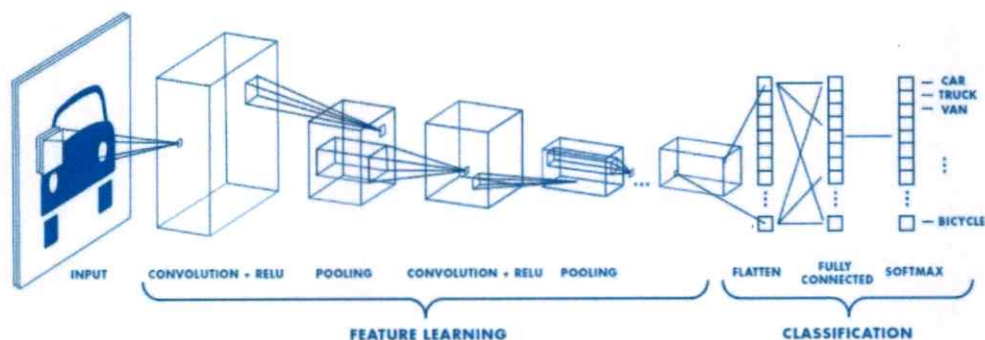 CAR
TRUCK
VAN
BICYCLE
INPUT
CONVOLUTION + RELU
POOLING
CONVOLUTION + RELU
POOLING
FLATTEN
FULLY
CONNECTED
SOFTMAX
FEATURE LEARNING
CLASSIFICATION